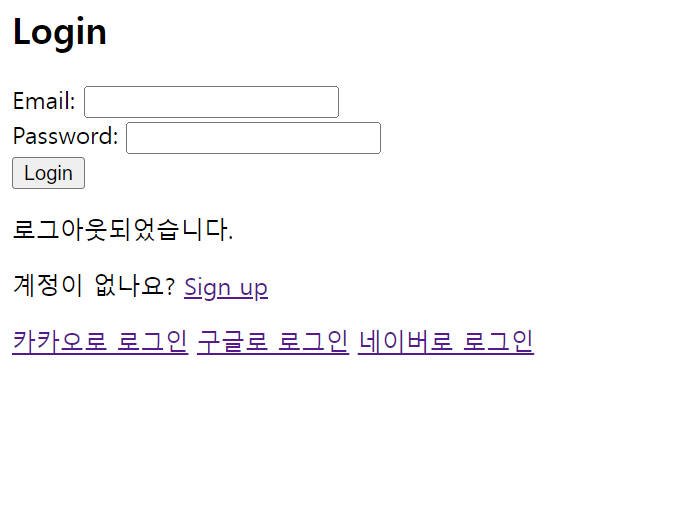 Login
Email:
Password:
Login
로그아웃되었습니다.
계정이 없나요? Sign up
카카오로 로그인 구글로 로그인 네이버로 로그인